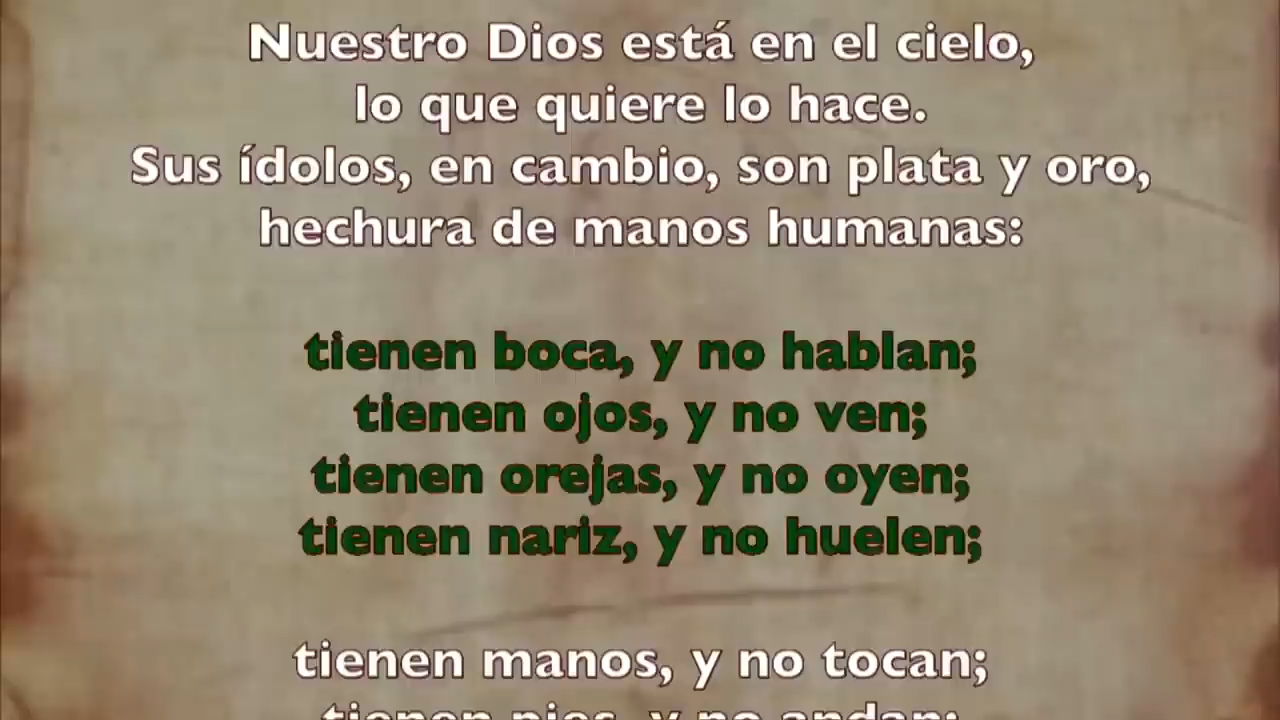 Nuestro Dios está en el cielo,
lo que quiere lo hace.
Sus ídolos, en cambio, son plata y oro,
hechura de manos humanas:
tienen boca, y no hablan;
tienen ojos, y no ven;
tienen orejas, y no oyen;
tienen nariz, y no huelen;
tienen manos, y no tocan;
tienen pies, y no andan;